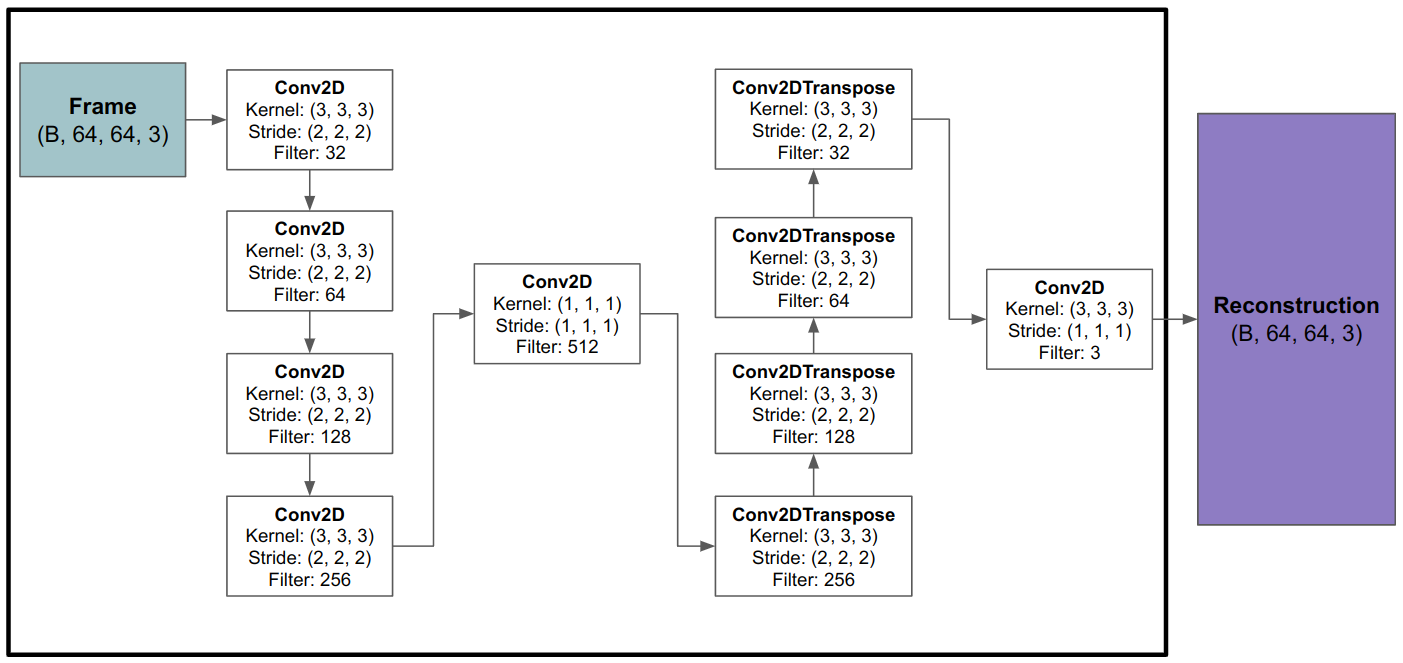 Frame
(B, 64, 64, 3)
Conv2D
Kernel: (3, 3, 3)
Stride: (2, 2, 2)
Filter: 32
Conv2D
Kernel: (3, 3, 3)
Stride: (2, 2, 2)
Filter: 64
Conv2D
Kernel: (3, 3, 3)
Stride: (2, 2, 2)
Filter: 128
Conv2D
Kernel: (3, 3, 3)
Stride: (2, 2, 2)
Filter: 256
Conv2D
Kernel: (1, 1, 1)
Stride: (1, 1, 1)
Filter: 512
Conv2DTranspose
Kernel: (3, 3, 3)
Stride: (2, 2, 2)
Filter: 256
Conv2DTranspose
Kernel: (3, 3, 3)
Stride: (2, 2, 2)
Filter: 128
Conv2DTranspose
Kernel: (3, 3, 3)
Stride: (2, 2, 2)
Filter: 64
Conv2DTranspose
Kernel: (3, 3, 3)
Stride: (2, 2, 2)
Filter: 32
Conv2D
Kernel: (3, 3, 3)
Stride: (1, 1, 1)
Filter: 3
Reconstruction
(B, 64, 64, 3)